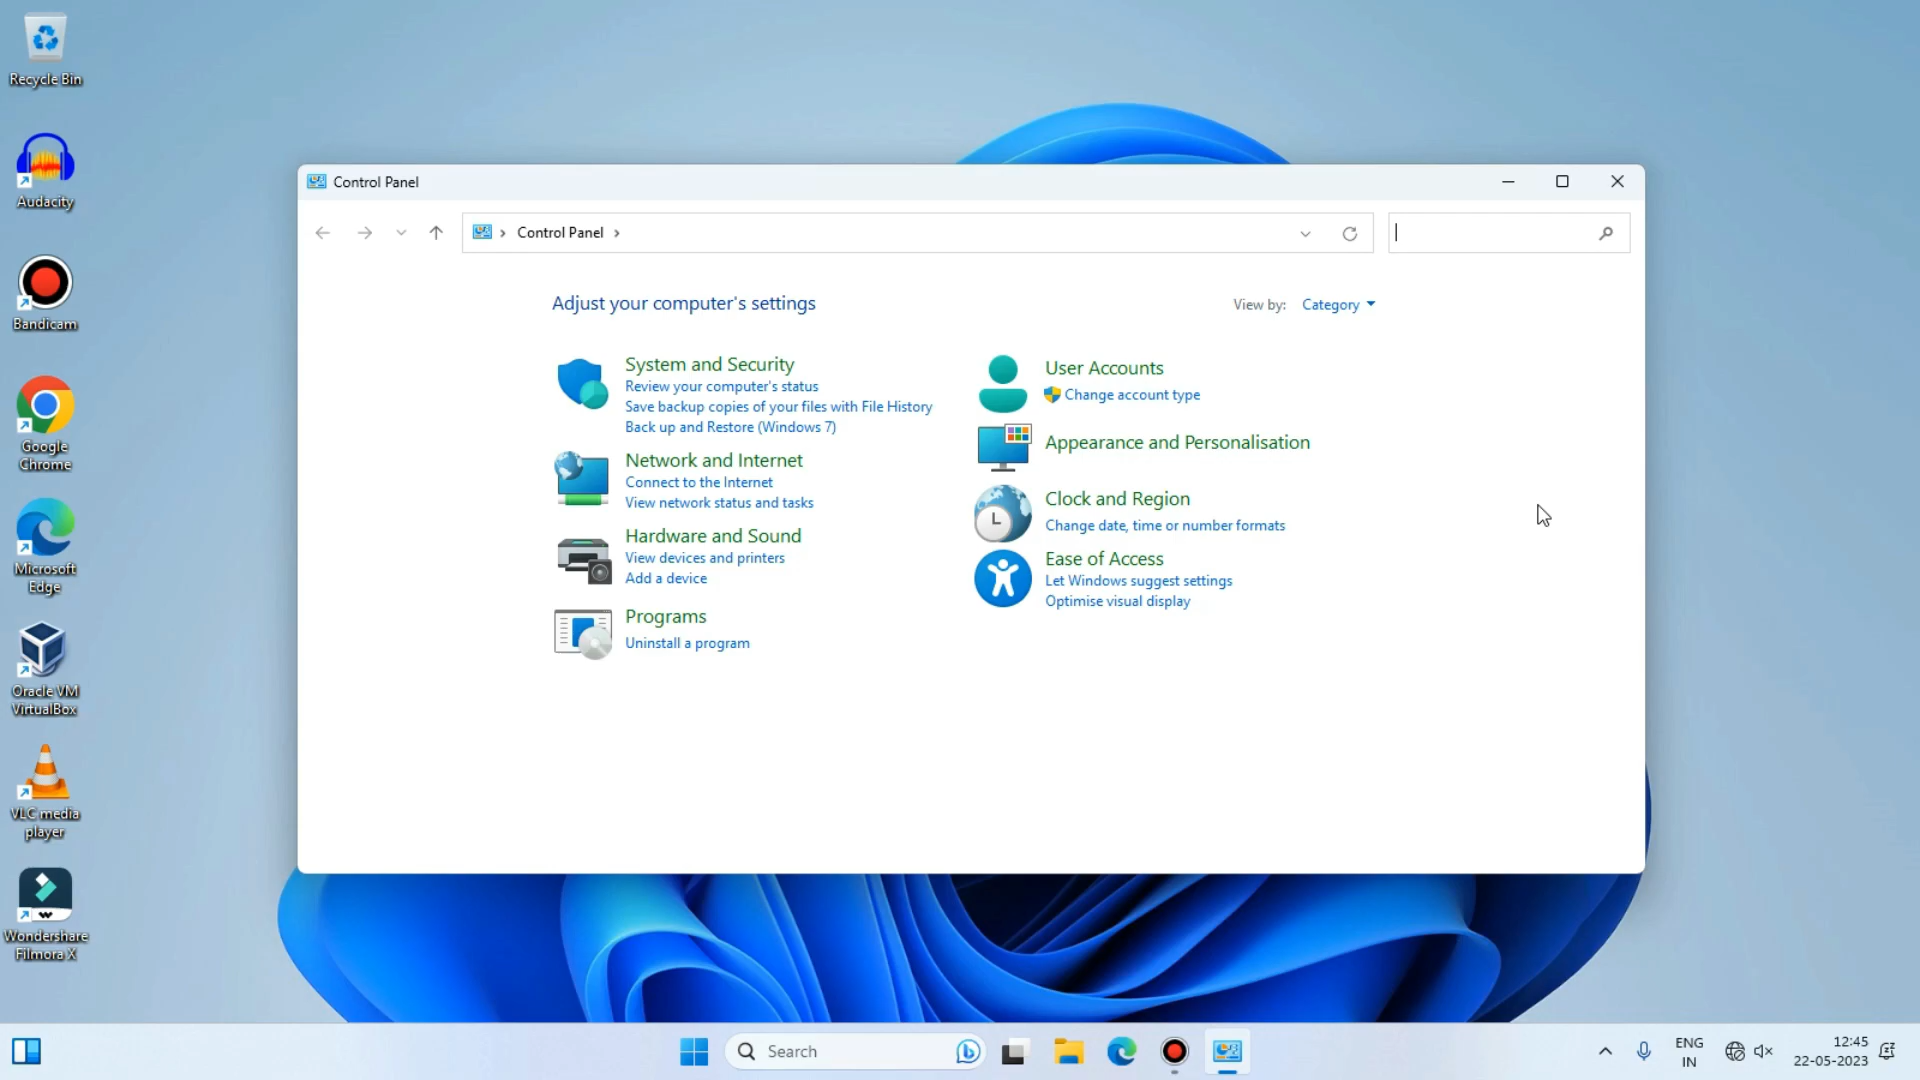 Recycle Bin
Audacity
Bandicam
Google
Chrome
Microsoft
Edge
Oracle VM
VirtualBox
VLC media
player
Wondershare
Filmora X
Control Panel
Control Panel
Adjust your computer's settings
View by: Category
System and Security
Review your computer's status
Save backup copies of your files with File History
Back up and Restore (Windows 7)
Network and Internet
Connect to the Internet
View network status and tasks
Hardware and Sound
View devices and printers
Add a device
Programs
Uninstall a program
User Accounts
Change account type
Appearance and Personalisation
Clock and Region
Change date, time or number formats
Ease of Access
Let Windows suggest settings
Optimise visual display
Search
ENG
IN
12:45
22-05-2023